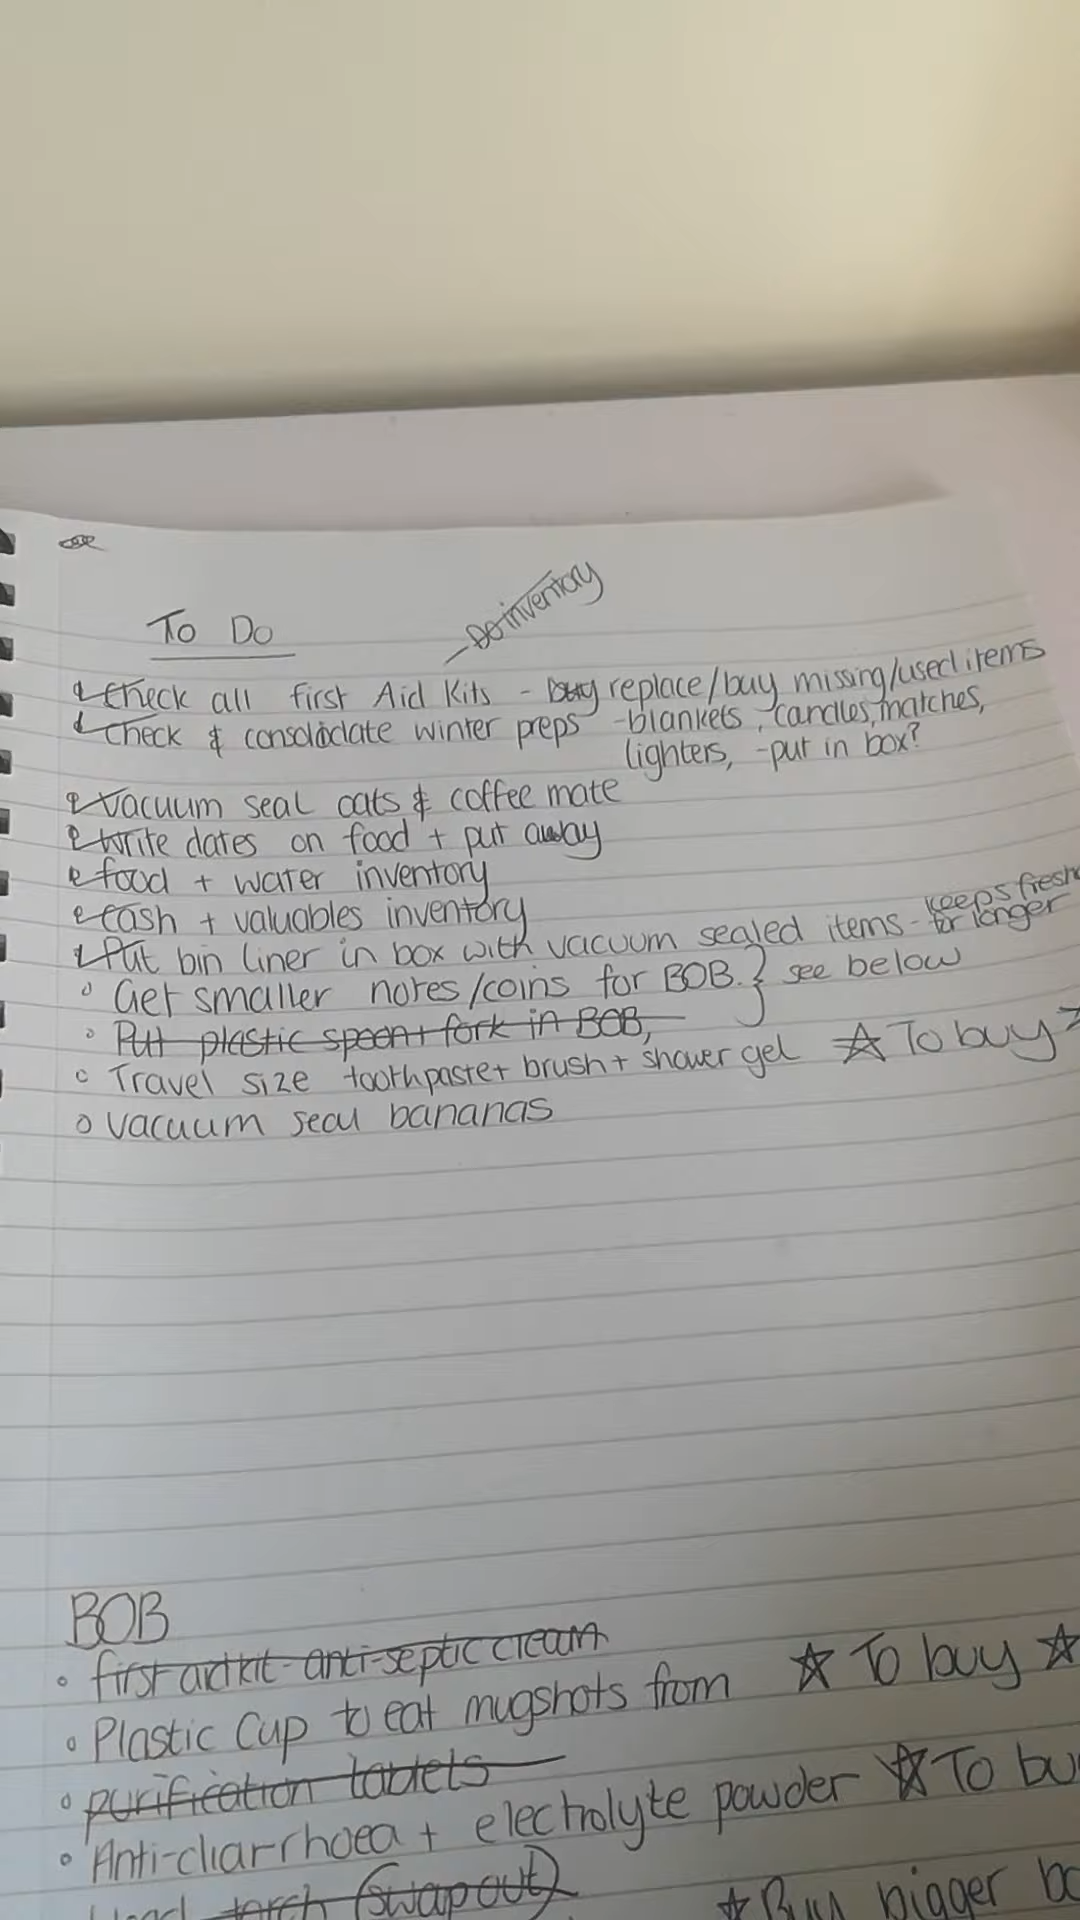 To Do
- Do inventory
Check all first Aid Kits - buy replace/buy missing/used items
Check & consolidate winter preps - blankets, candles, matches,
lighters, - put in box?
Vacuum seal oats & coffee mate
Write dates on food + put away
food + water inventory
cash + valuables inventory
keeps fresh
Put bin liner in box with vacuum sealed items - for longer
Get smaller notes/coins for BOB. } see below
Put plastic spoon + fork in BOB,
Travel size toothpaste + brush + shower gel ☆ To buy
Vacuum seal bananas
BOB
first aid kit - anti-septic cream
Plastic Cup to eat mugshots from ☆ To buy ☆
purification tablets
Anti-diarrhoea + electrolyte powder ☆ To bu
Head torch (swap out)
☆ Buy bigger bo